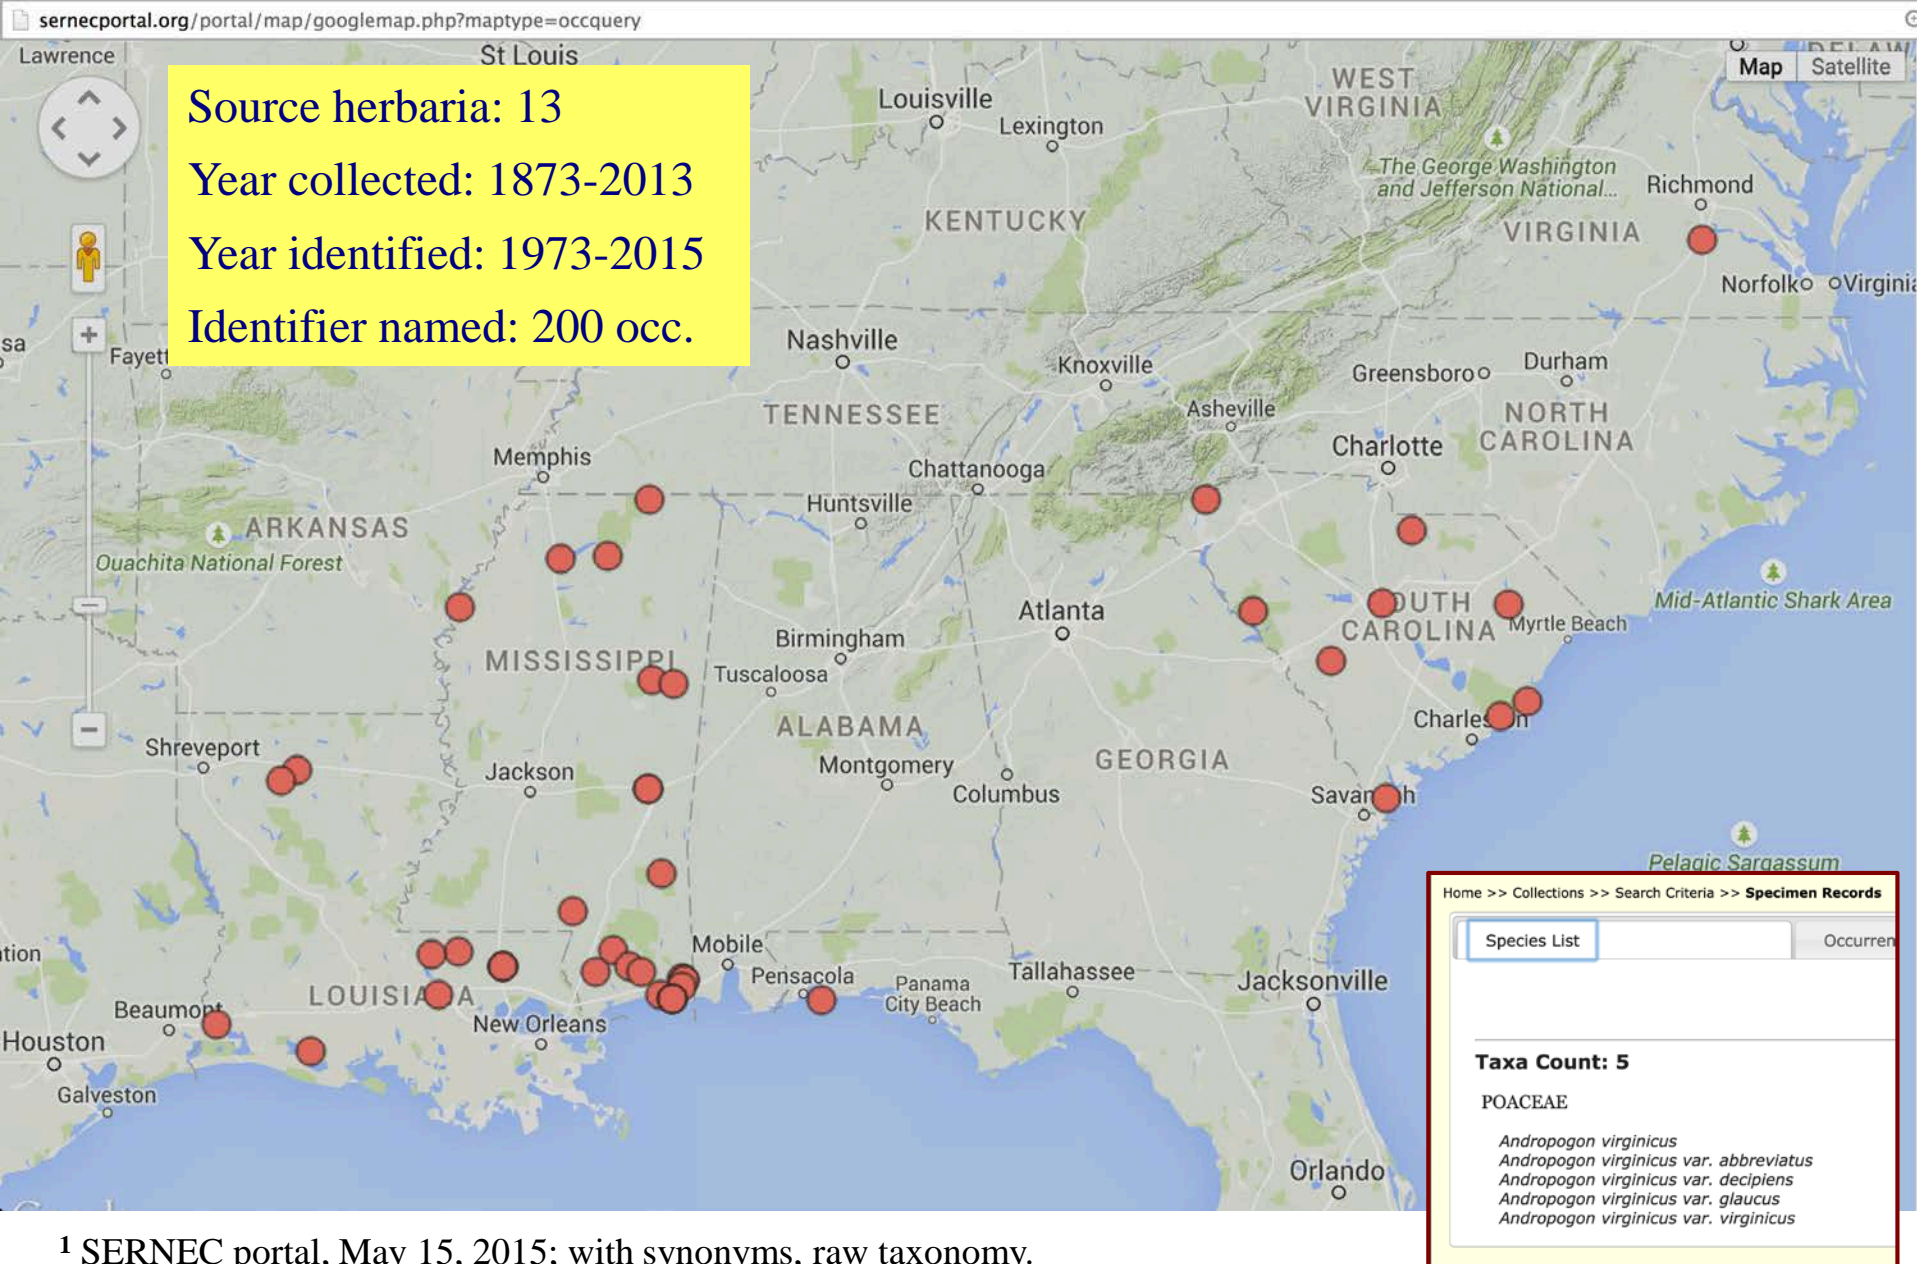 sernecportal.org/portal/map/googlemap.php?maptype=occquery
Lawrence
St Louis
Louisville
Lexington
WEST
VIRGINIA
Map
Satellite
Source herbaria: 13
Year collected: 1873-2013
Year identified: 1973-2015
Identifier named: 200 occ.
The George Washington
and Jefferson National...
Richmond
KENTUCKY
VIRGINIA
Norfolk
sa
Nashville
Knoxville
Greensboro
Durham
TENNESSEE
Asheville
NORTH
CAROLINA
Charlotte
Memphis
Chattanooga
Huntsville
ARKANSAS
Ouachita National Forest
Atlanta
Mid-Atlantic Shark Area
Birmingham
CAROLINA
Myrtle Beach
MISSISSIPPI
Tuscaloosa
ALABAMA
Shreveport
Jackson
Montgomery
Columbus
GEORGIA
Pelagic Sargassum
Mobile
Pensacola
Panama
City Beach
Tallahassee
Jacksonville
Beaumont
New Orleans
Houston
Galveston
Orlando
Home >> Collections >> Search Criteria >> Specimen Records
Species List
Occurren
Taxa Count: 5
POACEAE
Andropogon virginicus
Andropogon virginicus var. abbreviatus
Andropogon virginicus var. decipiens
Andropogon virginicus var. glaucus
Andropogon virginicus var. virginicus
1 SERNEC portal, May 15, 2015; with synonyms, raw taxonomy.